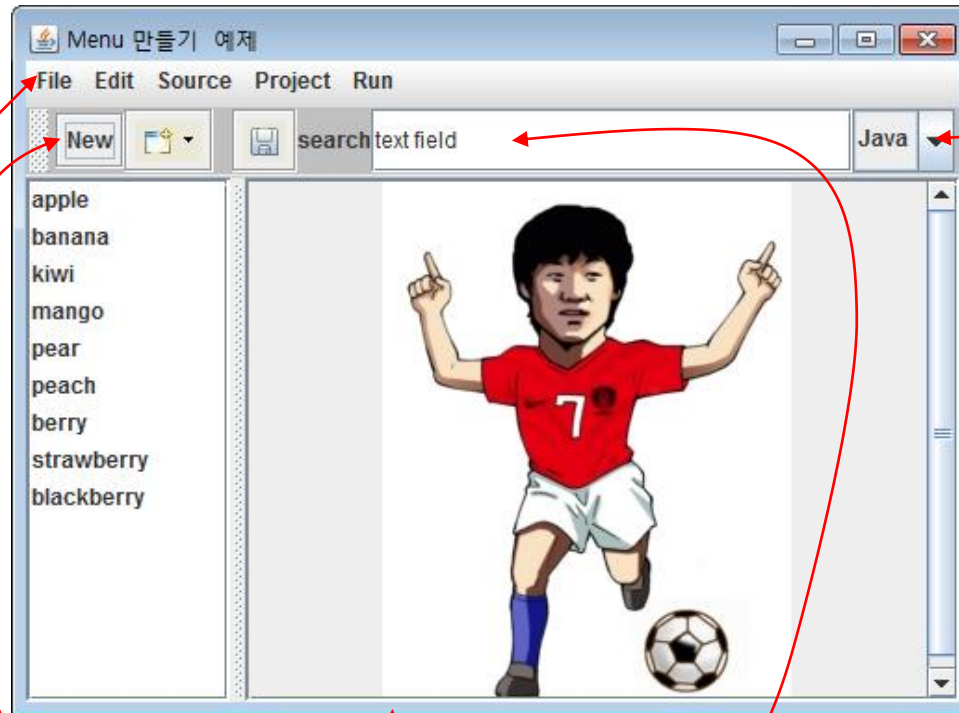 Menu 만들기 예제
File Edit Source Project Run
New search text field Java
apple
banana
kiwi
mango
pear
peach
berry
strawberry
blackberry
7